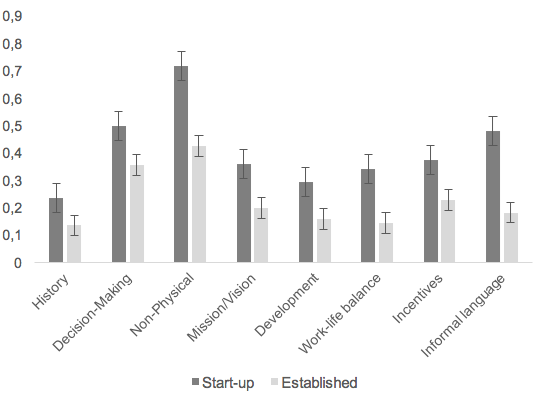 0,9
0,8
0,7
0,6
0,5
0,4
0,3
0,2
0,1
0
History
Decision-Making
Non-Physical
Mission/Vision
Development
Work-life balance
Incentives
Informal language
Start-up Established